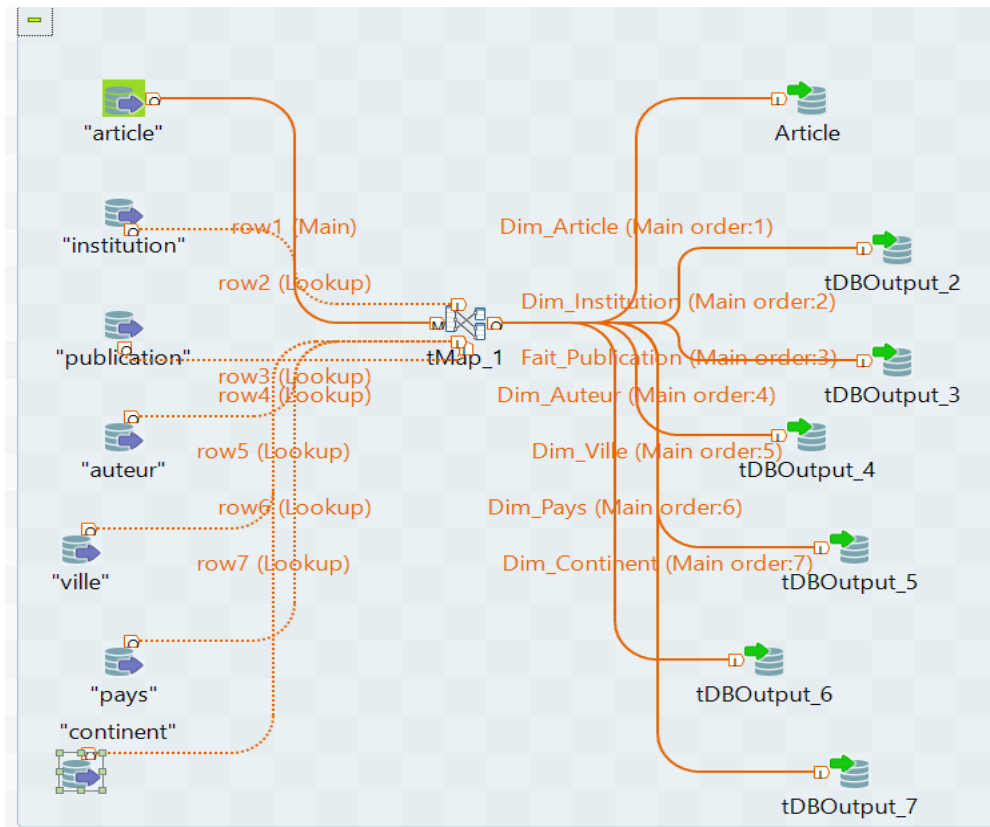 "article"
Article
"institution"
row1 (Main)
Dim_Article (Main order:1)
row2 (Lookup)
tDBOutput_2
Dim_Institution (Main order:2)
"publication"
tMap_1
Fait_Publication (Main order:3)
row3 (Lookup)
row4 (Lookup)
Dim_Auteur (Main order:4)
tDBOutput_3
"auteur"
row5 (Lookup)
Dim_Ville (Main order:5)
tDBOutput_4
row6 (Lookup)
Dim_Pays (Main order:6)
"ville"
row7 (Lookup)
Dim_Continent (Main order:7)
tDBOutput_5
"pays"
tDBOutput_6
"continent"
tDBOutput_7